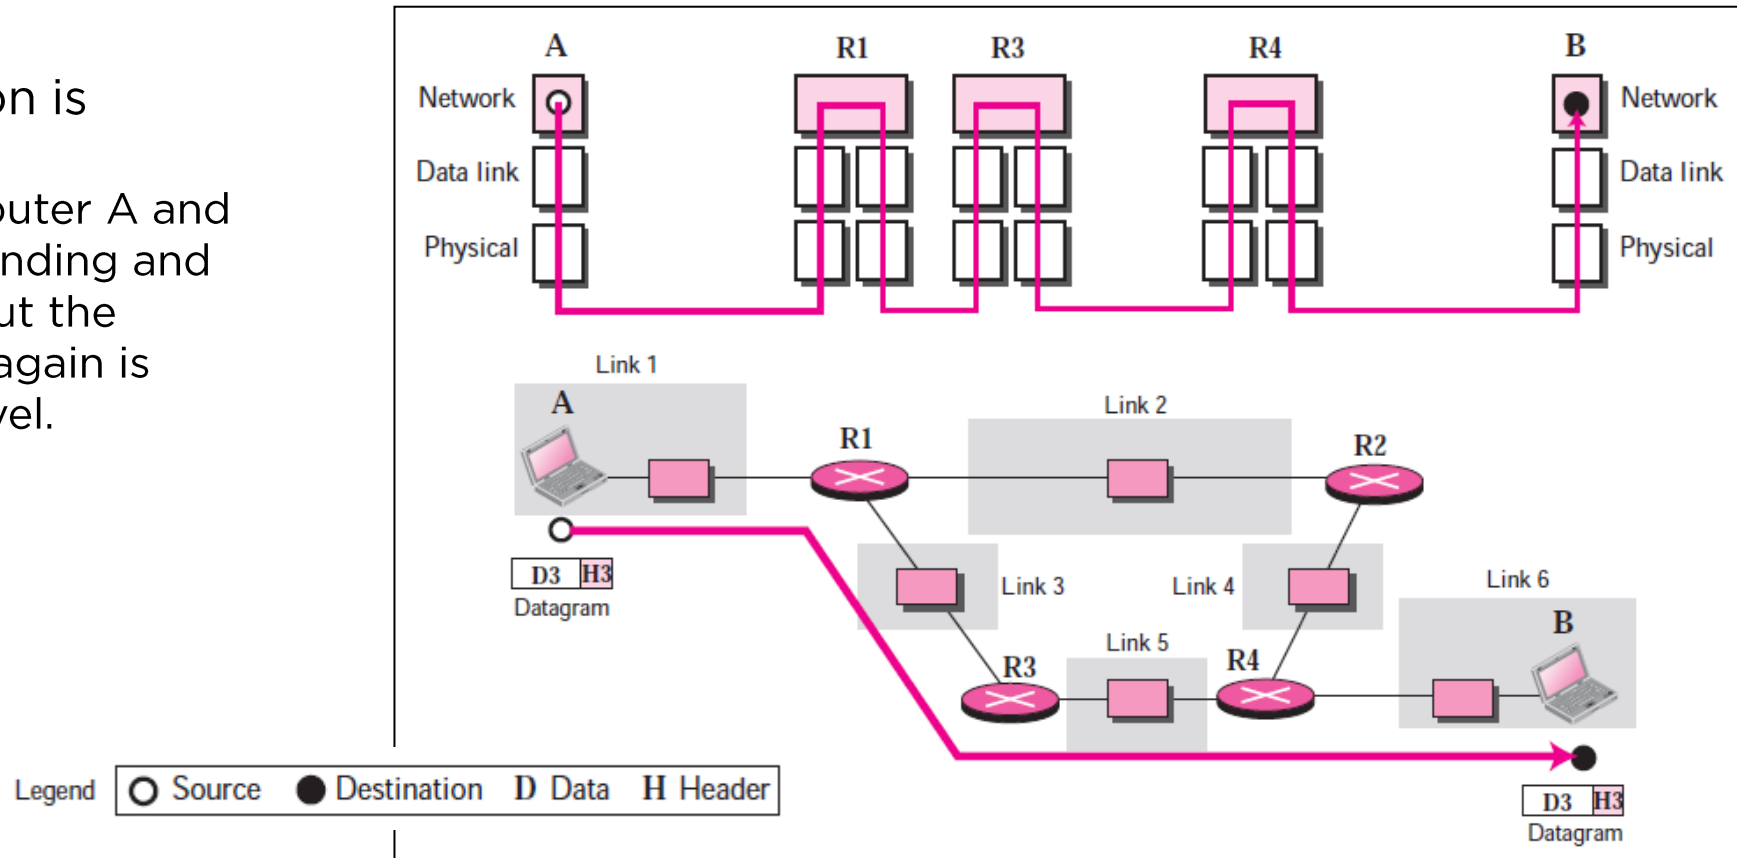 on is
outer A and
nding and
ut the
again is
vel.
A R1 R3 R4 B
Network Network
Data link Data link
Physical Physical
Link 1
A
Link 2
R1
R2
D3 H3
Datagram
Link 3
Link 4
Link 6
B
Link 5
R3
R4
Legend Source Destination D Data H Header
D3 H3
Datagram